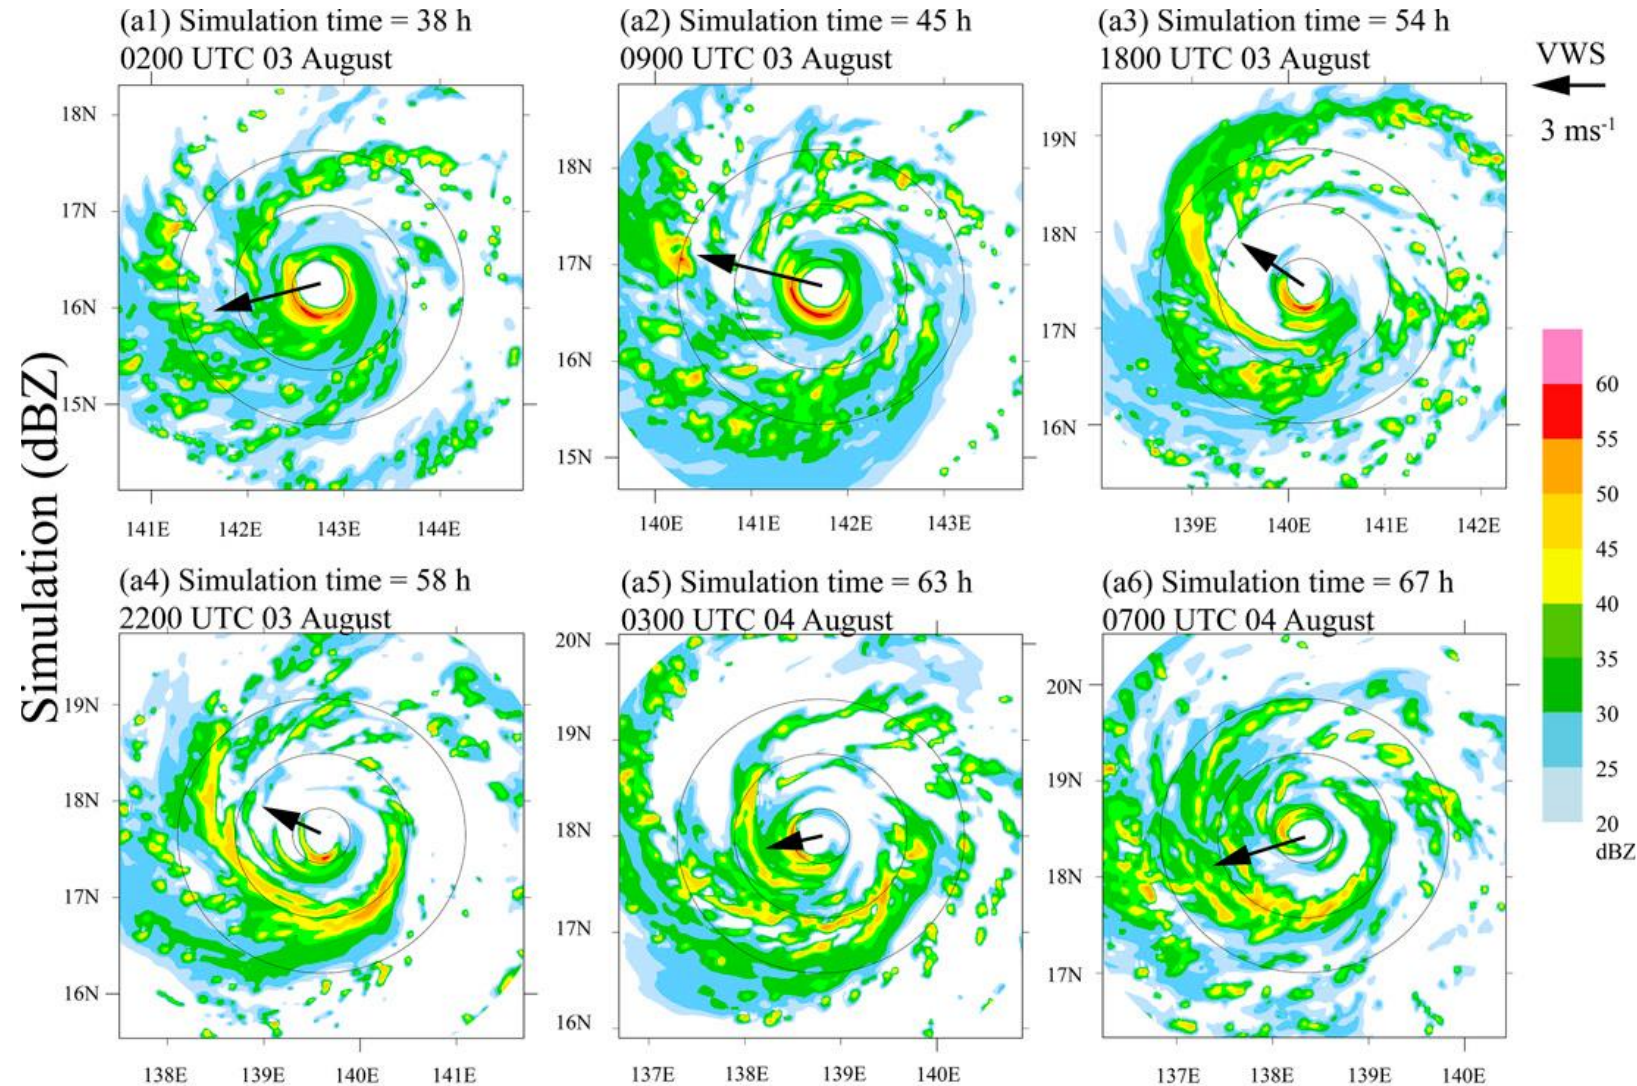 (a1) Simulation time = 38 h
0200 UTC 03 August
(a2) Simulation time = 45 h
0900 UTC 03 August
(a3) Simulation time = 54 h
1800 UTC 03 August
VWS
3 ms-1
18N
17N
16N
15N
141E 142E 143E 144E
18N
17N
16N
15N
140E 141E 142E 143E
19N
18N
17N
16N
139E 140E 141E 142E
Simulation (dBZ)
(a4) Simulation time = 58 h
2200 UTC 03 August
(a5) Simulation time = 63 h
0300 UTC 04 August
(a6) Simulation time = 67 h
0700 UTC 04 August
19N
18N
17N
16N
138E 139E 140E 141E
20N
19N
18N
17N
16N
137E 138E 139E 140E
20N
19N
18N
17N
137E 138E 139E 140E
60
55
50
45
40
35
30
25
20
dBZ